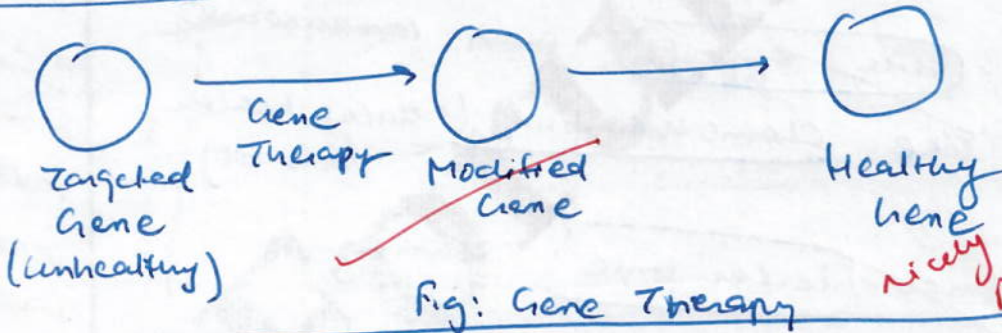 Gene
Therapy
Targeted
Gene
(Unhealthy)
Modified
Gene
Healthy
Gene
Nicely
Fig: Gene Therapy